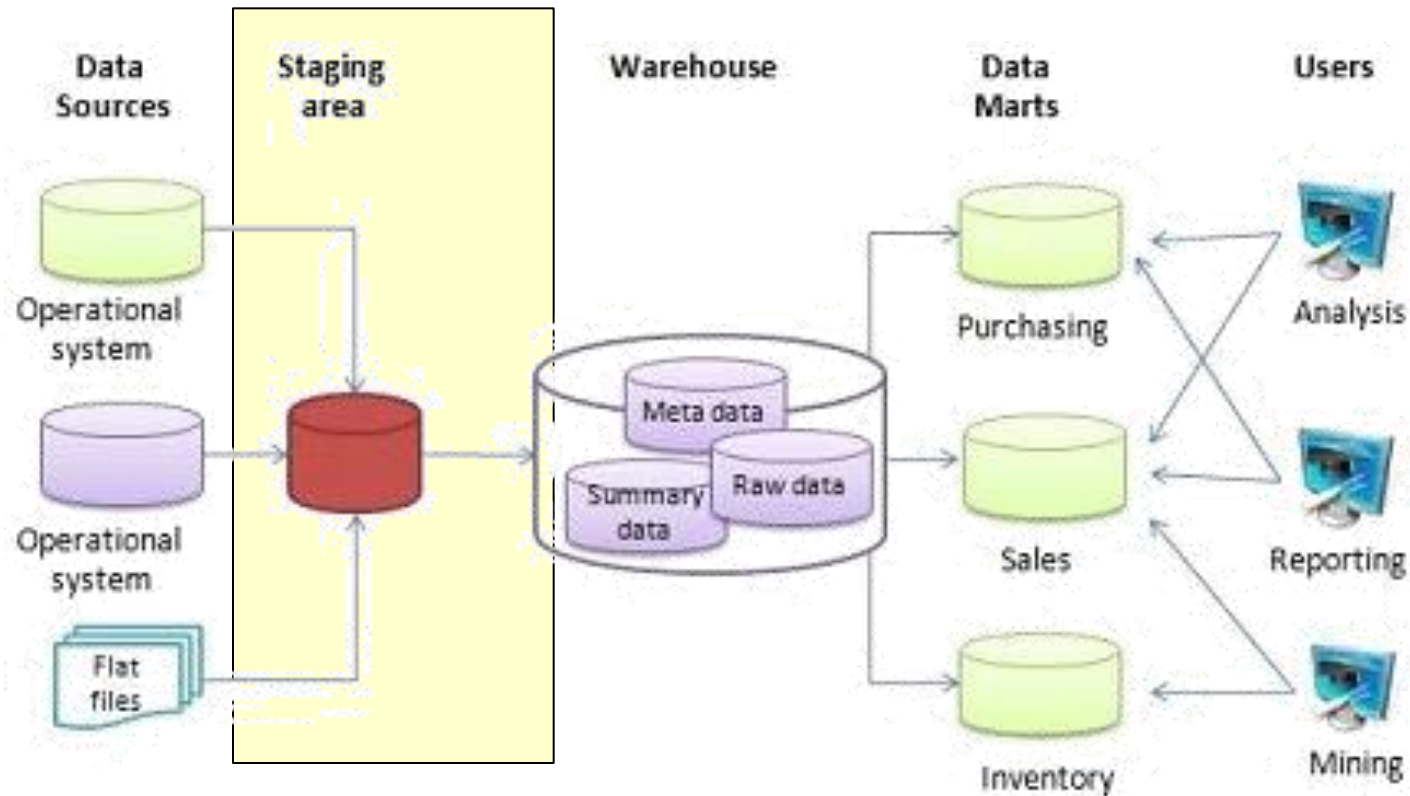 Data
Sources
Staging
area
Warehouse
Data
Marts
Users
Operational
system
Operational
system
Flat
files
Meta data
Summary
data
Raw data
Purchasing
Sales
Inventory
Analysis
Reporting
Mining